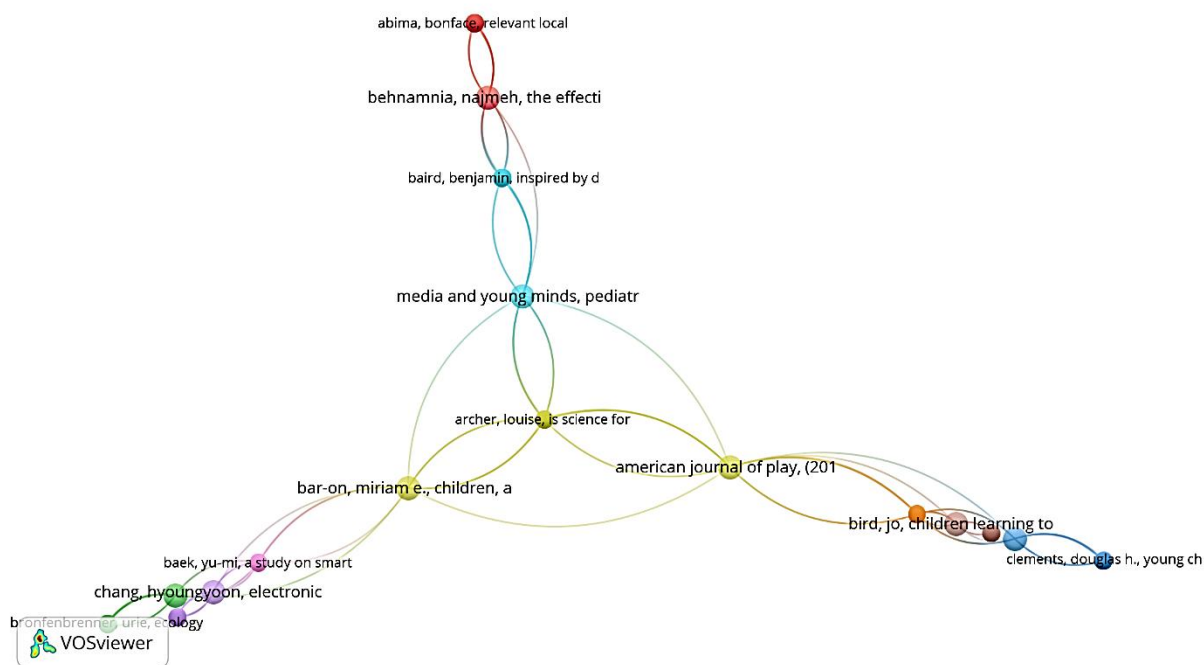 abima, bonface, relevant local
behnamnia, najmeh, the effecti
baird, benjamin, inspired by d
media and young minds, pediatr
archer, louise, is science for
american journal of play, (201
bar-on, miriam e., children, a
bird, jo, children learning to
clements, douglas h., young ch
baek, yu-mi, a study on smart
chang, hyoungyoon, electronic
bronfenbrenner, urie, ecology
VOSviewer